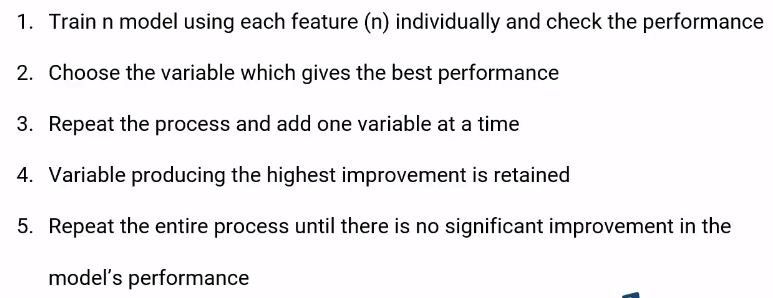 1. Train n model using each feature (n) individually and check the performance
2. Choose the variable which gives the best performance
3. Repeat the process and add one variable at a time
4. Variable producing the highest improvement is retained
5. Repeat the entire process until there is no significant improvement in the
model's performance